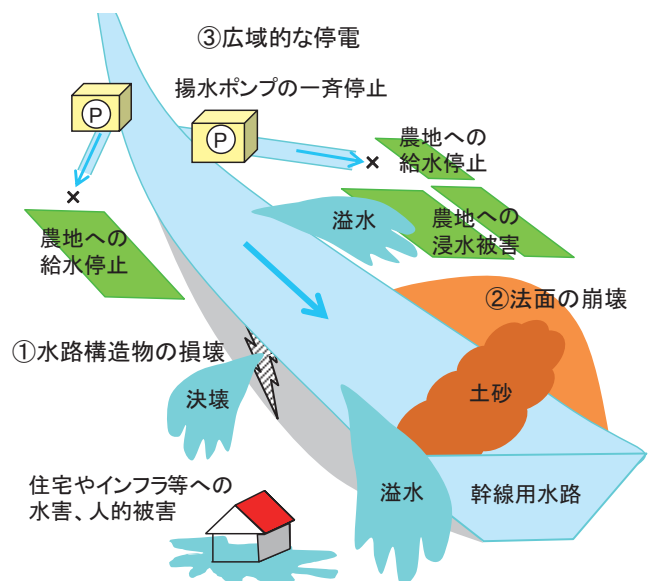 ③広域的な停電
揚水ポンプの一斉停止
P
P
農地への
給水停止
×
×
農地への
給水停止
溢水
農地への
浸水被害
②法面の崩壊
①水路構造物の損壊
決壊
土砂
住宅やインフラ等への
水害、人的被害
溢水
幹線用水路